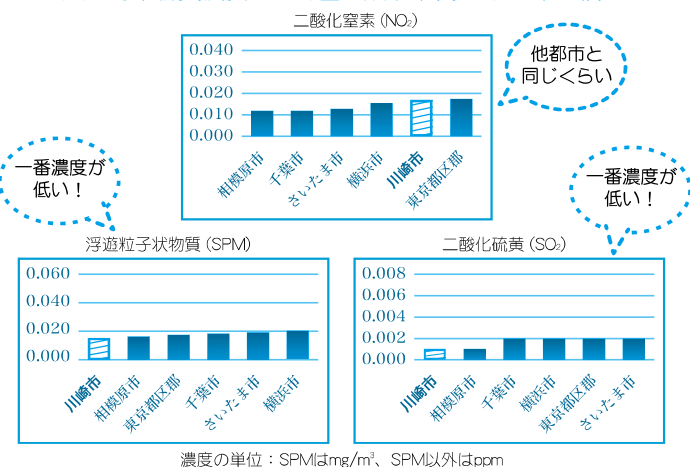 二酸化窒素(NO₂)
0.040
0.030
0.020
0.010
0.000
相模原市
千葉市
さいたま市
横浜市
川崎市
東京都区郡
他都市と
同じくらい
一番濃度が
低い！
浮遊粒子状物質(SPM)
0.060
0.040
0.020
0.000
川崎市
相模原市
東京都区郡
千葉市
さいたま市
横浜市
一番濃度が
低い！
二酸化硫黄(SO₂)
0.008
0.006
0.004
0.002
0.000
川崎市
相模原市
千葉市
横浜市
東京都区郡
さいたま市
濃度の単位：SPMはmg/m³、SPM以外はppm